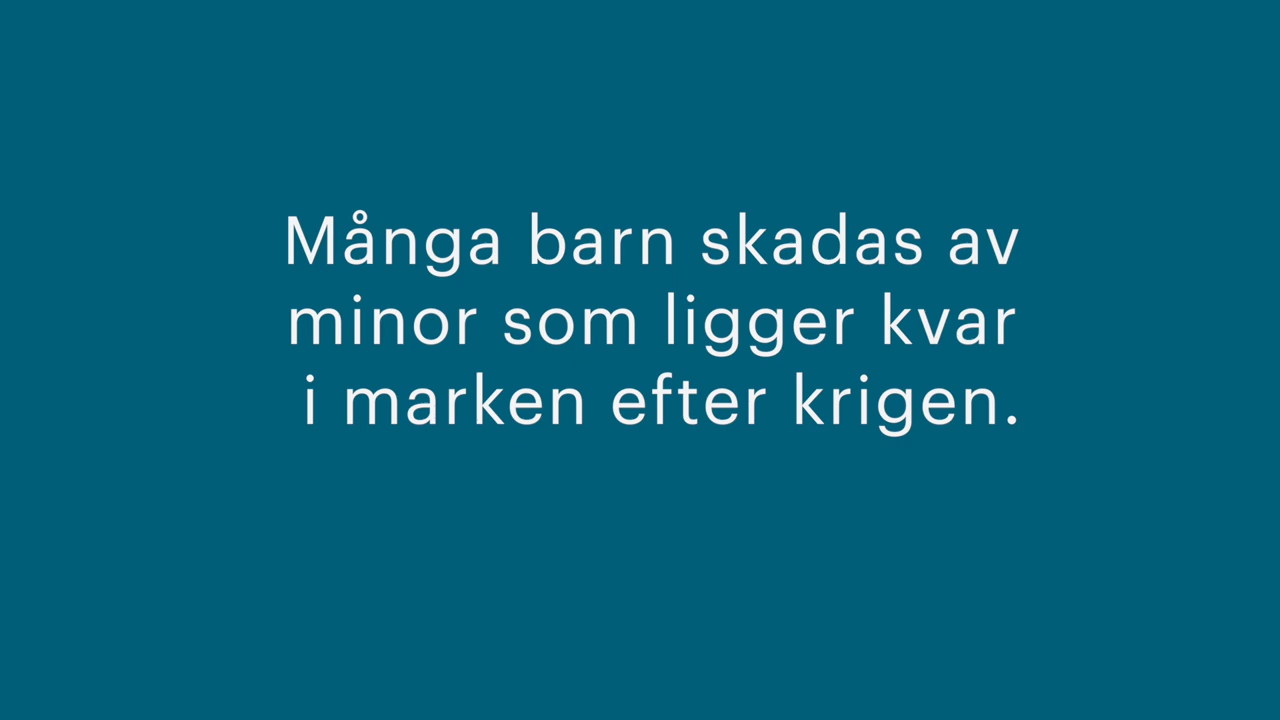 Många barn skadas av
minor som ligger kvar
i marken efter krigen.